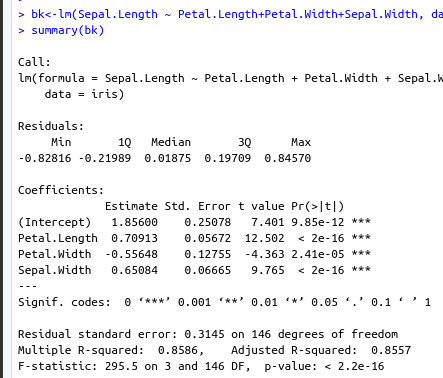 > bk<-lm(Sepal.Length ~ Petal.Length+Petal.Width+Sepal.Width, da
> summary(bk)
Call:
lm(formula = Sepal.Length ~ Petal.Length + Petal.Width + Sepal.W
    data = iris)
Residuals:
     Min       1Q   Median       3Q      Max
-0.82816 -0.21989  0.01875  0.19709  0.84570
Coefficients:
             Estimate Std. Error t value Pr(>|t|)
(Intercept)   1.85600    0.25078   7.401 9.85e-12 ***
Petal.Length  0.70913    0.05672  12.502  < 2e-16 ***
Petal.Width  -0.55648    0.12755  -4.363 2.41e-05 ***
Sepal.Width   0.65084    0.06665   9.765  < 2e-16 ***
---
Signif. codes:  0 ‘***’ 0.001 ‘**’ 0.01 ‘*’ 0.05 ‘.’ 0.1 ‘ ’ 1
Residual standard error: 0.3145 on 146 degrees of freedom
Multiple R-squared:  0.8586,    Adjusted R-squared:  0.8557
F-statistic: 295.5 on 3 and 146 DF,  p-value: < 2.2e-16